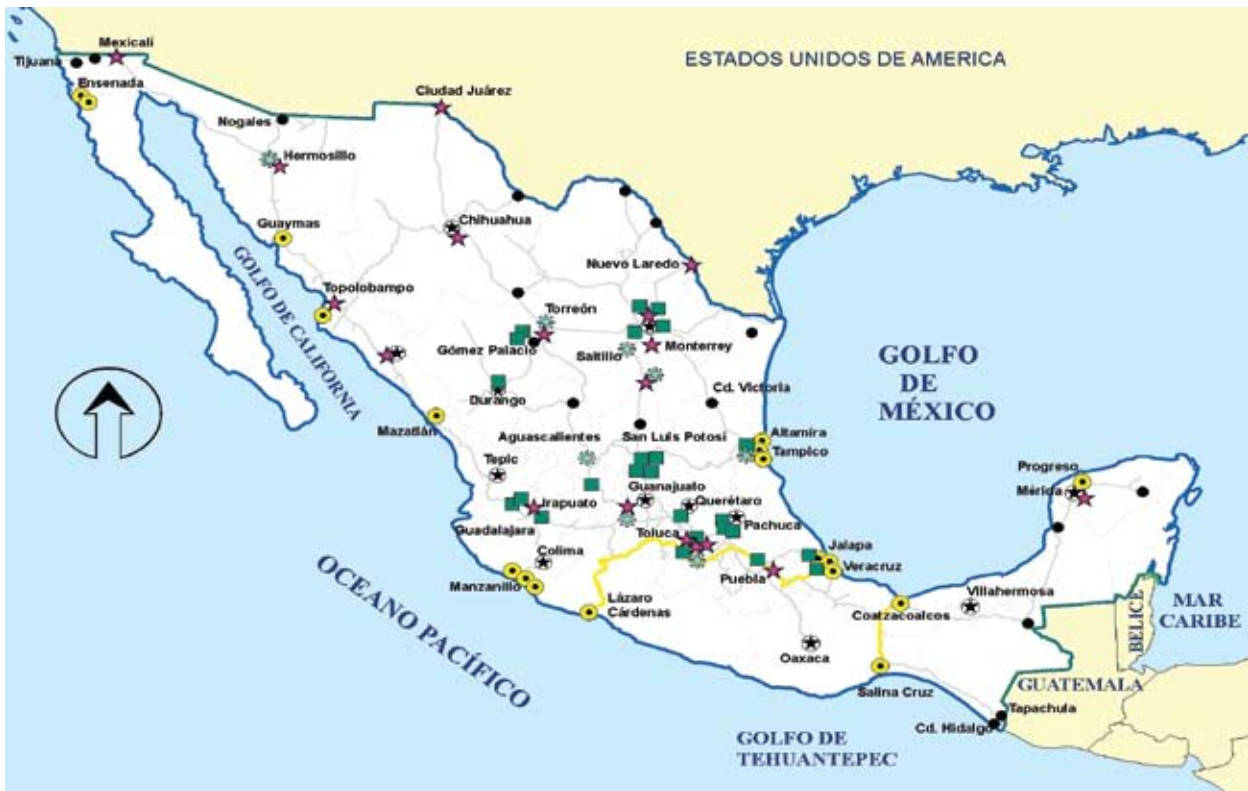 Mexicali
ESTADOS UNIDOS DE AMERICA
Tijuana
Ensenada
Ciudad Juárez
Nogales
Hermosillo
Chihuahua
Guaymas
GOLFO DE CALIFORNIA
Nuevo Laredo
Topolobampo
Torreón
Gómez Palacio
Saltillo
Monterrey
GOLFO
DE
MÉXICO
Durango
Cd. Victoria
Mazatlán
Aguascalientes
San Luis Potosí
Altamira
Tampico
Tepic
Guanajuato
Querétaro
Progreso
Mérida
Irapuato
Guadalajara
Pachuca
Toluca
Colima
Jalapa
Veracruz
Puebla
Manzanillo
OCEANO PACÍFICO
Lázaro
Cárdenas
Villahermosa
Coatzacoalcos
MAR
CARIBE
BELICE
Oaxaca
GUATEMALA
Salina Cruz
Tapachula
Cd. Hidalgo
GOLFO DE
TEHUANTEPEC